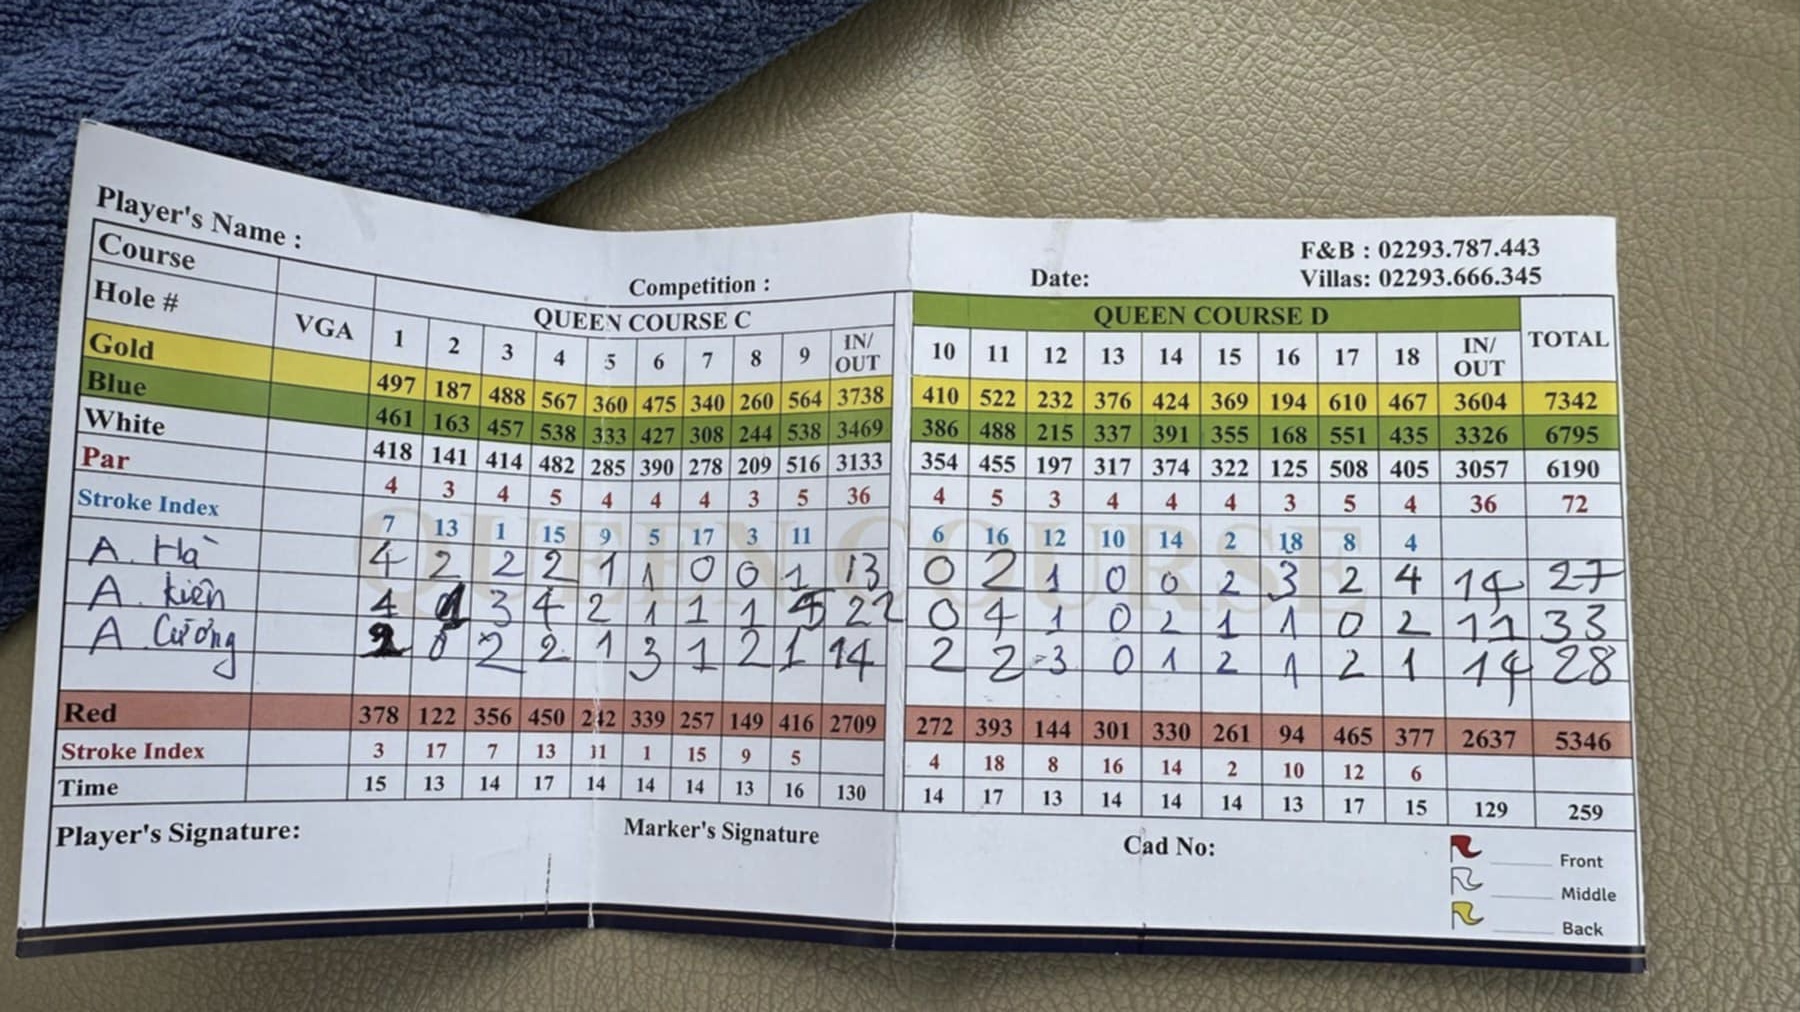 Player's Name :
Competition :
Date:
F&B : 02293.787.443
Villas: 02293.666.345
Course QUEEN COURSE C QUEEN COURSE D TOTAL
Hole # VGA 1 2 3 4 5 6 7 8 9 IN/OUT 10 11 12 13 14 15 16 17 18 IN/OUT
Gold 497 187 488 567 360 475 340 260 564 3738 410 522 232 376 424 369 194 610 467 3604 7342
Blue 461 163 457 538 333 427 308 244 538 3469 386 488 215 337 391 355 168 551 435 3326 6795
White 418 141 414 482 285 390 278 209 516 3133 354 455 197 317 374 322 125 508 405 3057 6190
Par 4 3 4 5 4 4 4 3 5 36 4 5 3 4 4 4 3 5 4 36 72
Stroke Index 7 13 1 15 9 5 17 3 11 6 16 12 10 14 2 18 8 4
QUEEN COURSE
A. Hà 4 2 2 2 1 1 0 0 1 13 0 2 1 0 0 2 3 2 4 14 27
A. Kiên 4 1 3 4 2 1 1 1 5 22 0 4 1 0 2 1 1 0 2 11 33
A. Cường 2 0 2 2 1 3 1 2 1 14 2 2 3 0 1 2 1 2 1 14 28
Red 378 122 356 450 242 339 257 149 416 2709 272 393 144 301 330 261 94 465 377 2637 5346
Stroke Index 3 17 7 13 11 1 15 9 5 4 18 8 16 14 2 10 12 6
Time 15 13 14 17 14 14 14 13 16 130 14 17 13 14 14 14 13 17 15 129 259
Player's Signature:
Marker's Signature
Cad No:
Front
Middle
Back